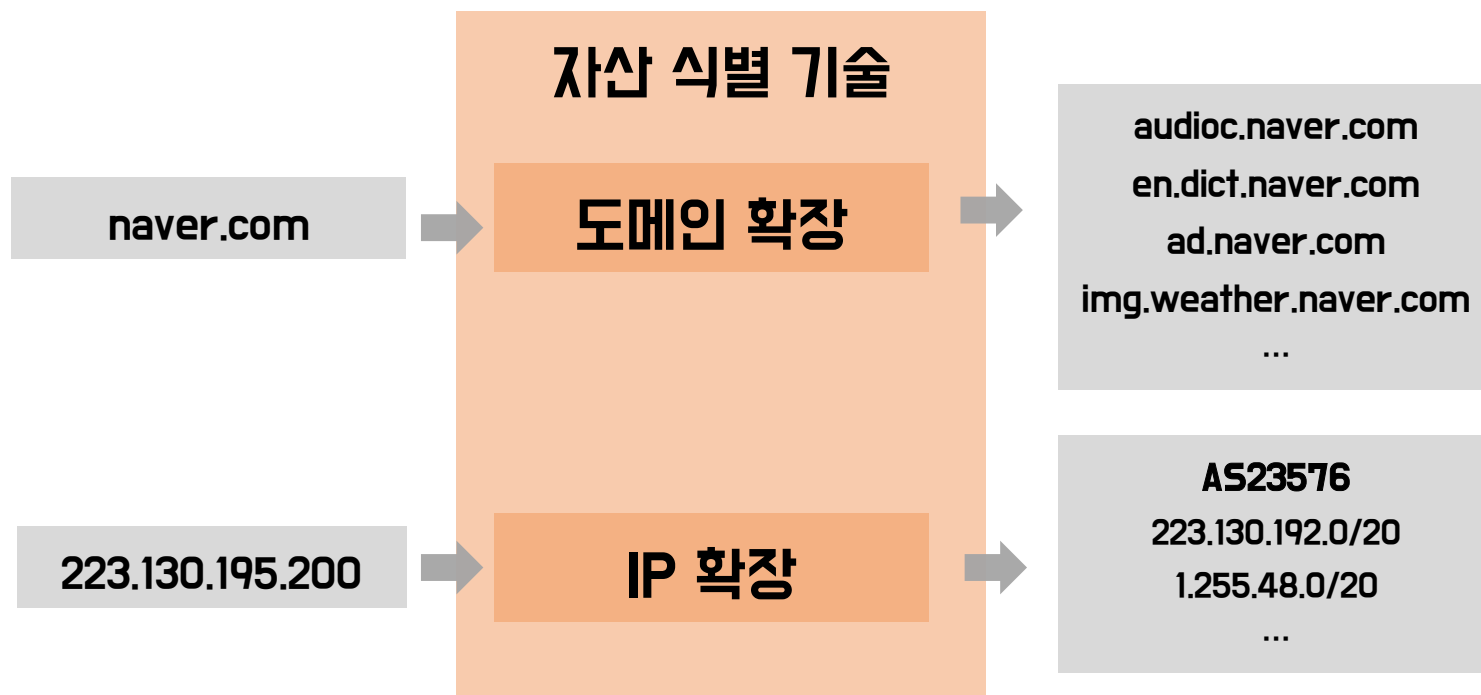 자산 식별 기술
naver.com
도메인 확장
audioc.naver.com
en.dict.naver.com
ad.naver.com
img.weather.naver.com
...
223.130.195.200
IP 확장
AS23576
223.130.192.0/20
1.255.48.0/20
...